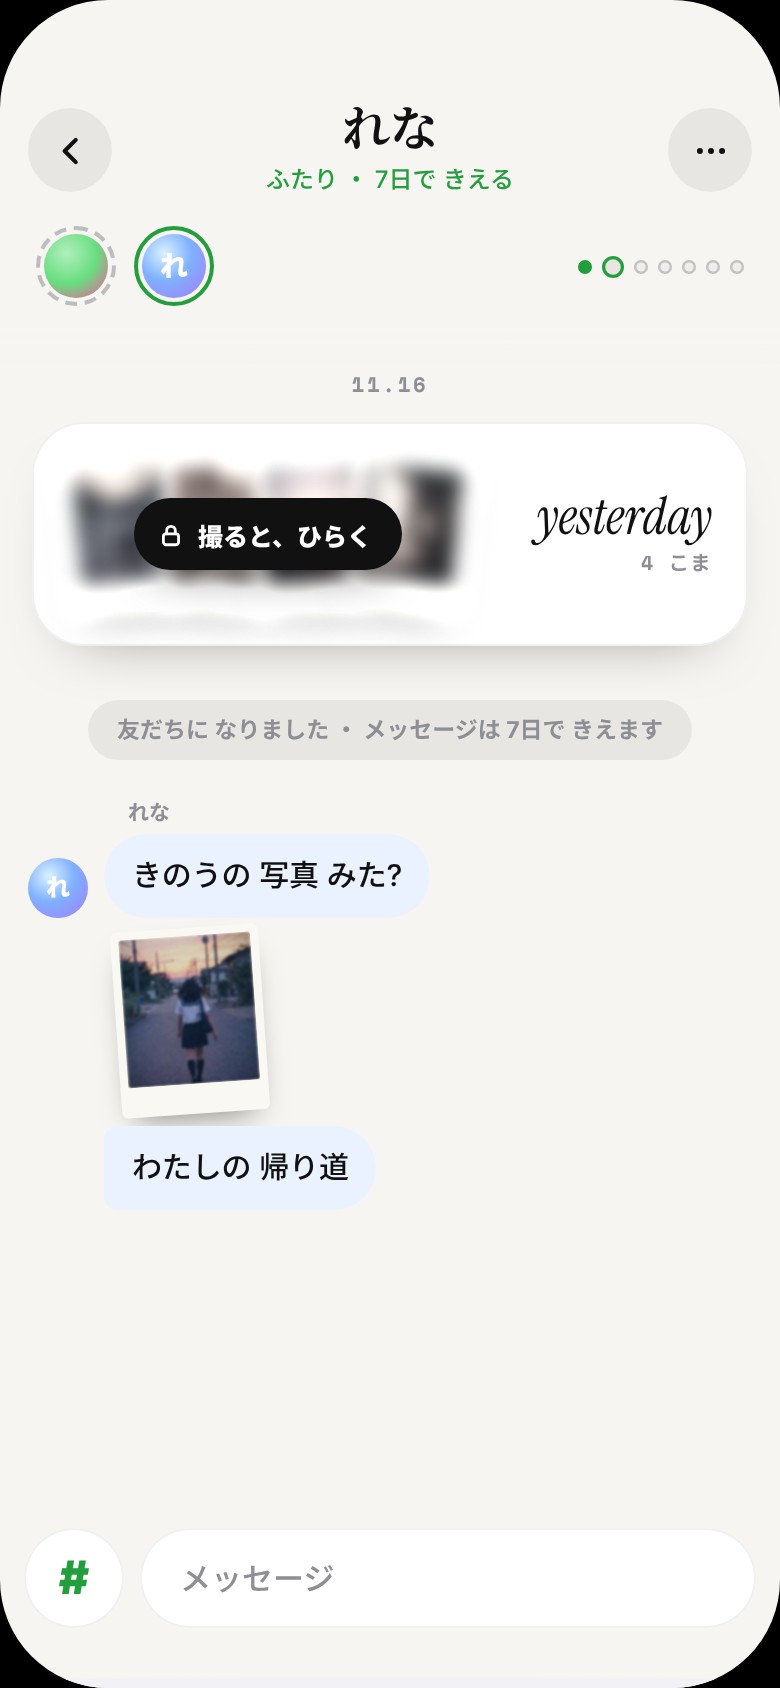 れな
ふたり ・ 7日で きえる
れ
11.16
撮ると、ひらく
yesterday
4 こま
友だちに なりました ・ メッセージは 7日で きえます
れな
れ
きのうの 写真 みた?
わたしの 帰り道
#
メッセージ